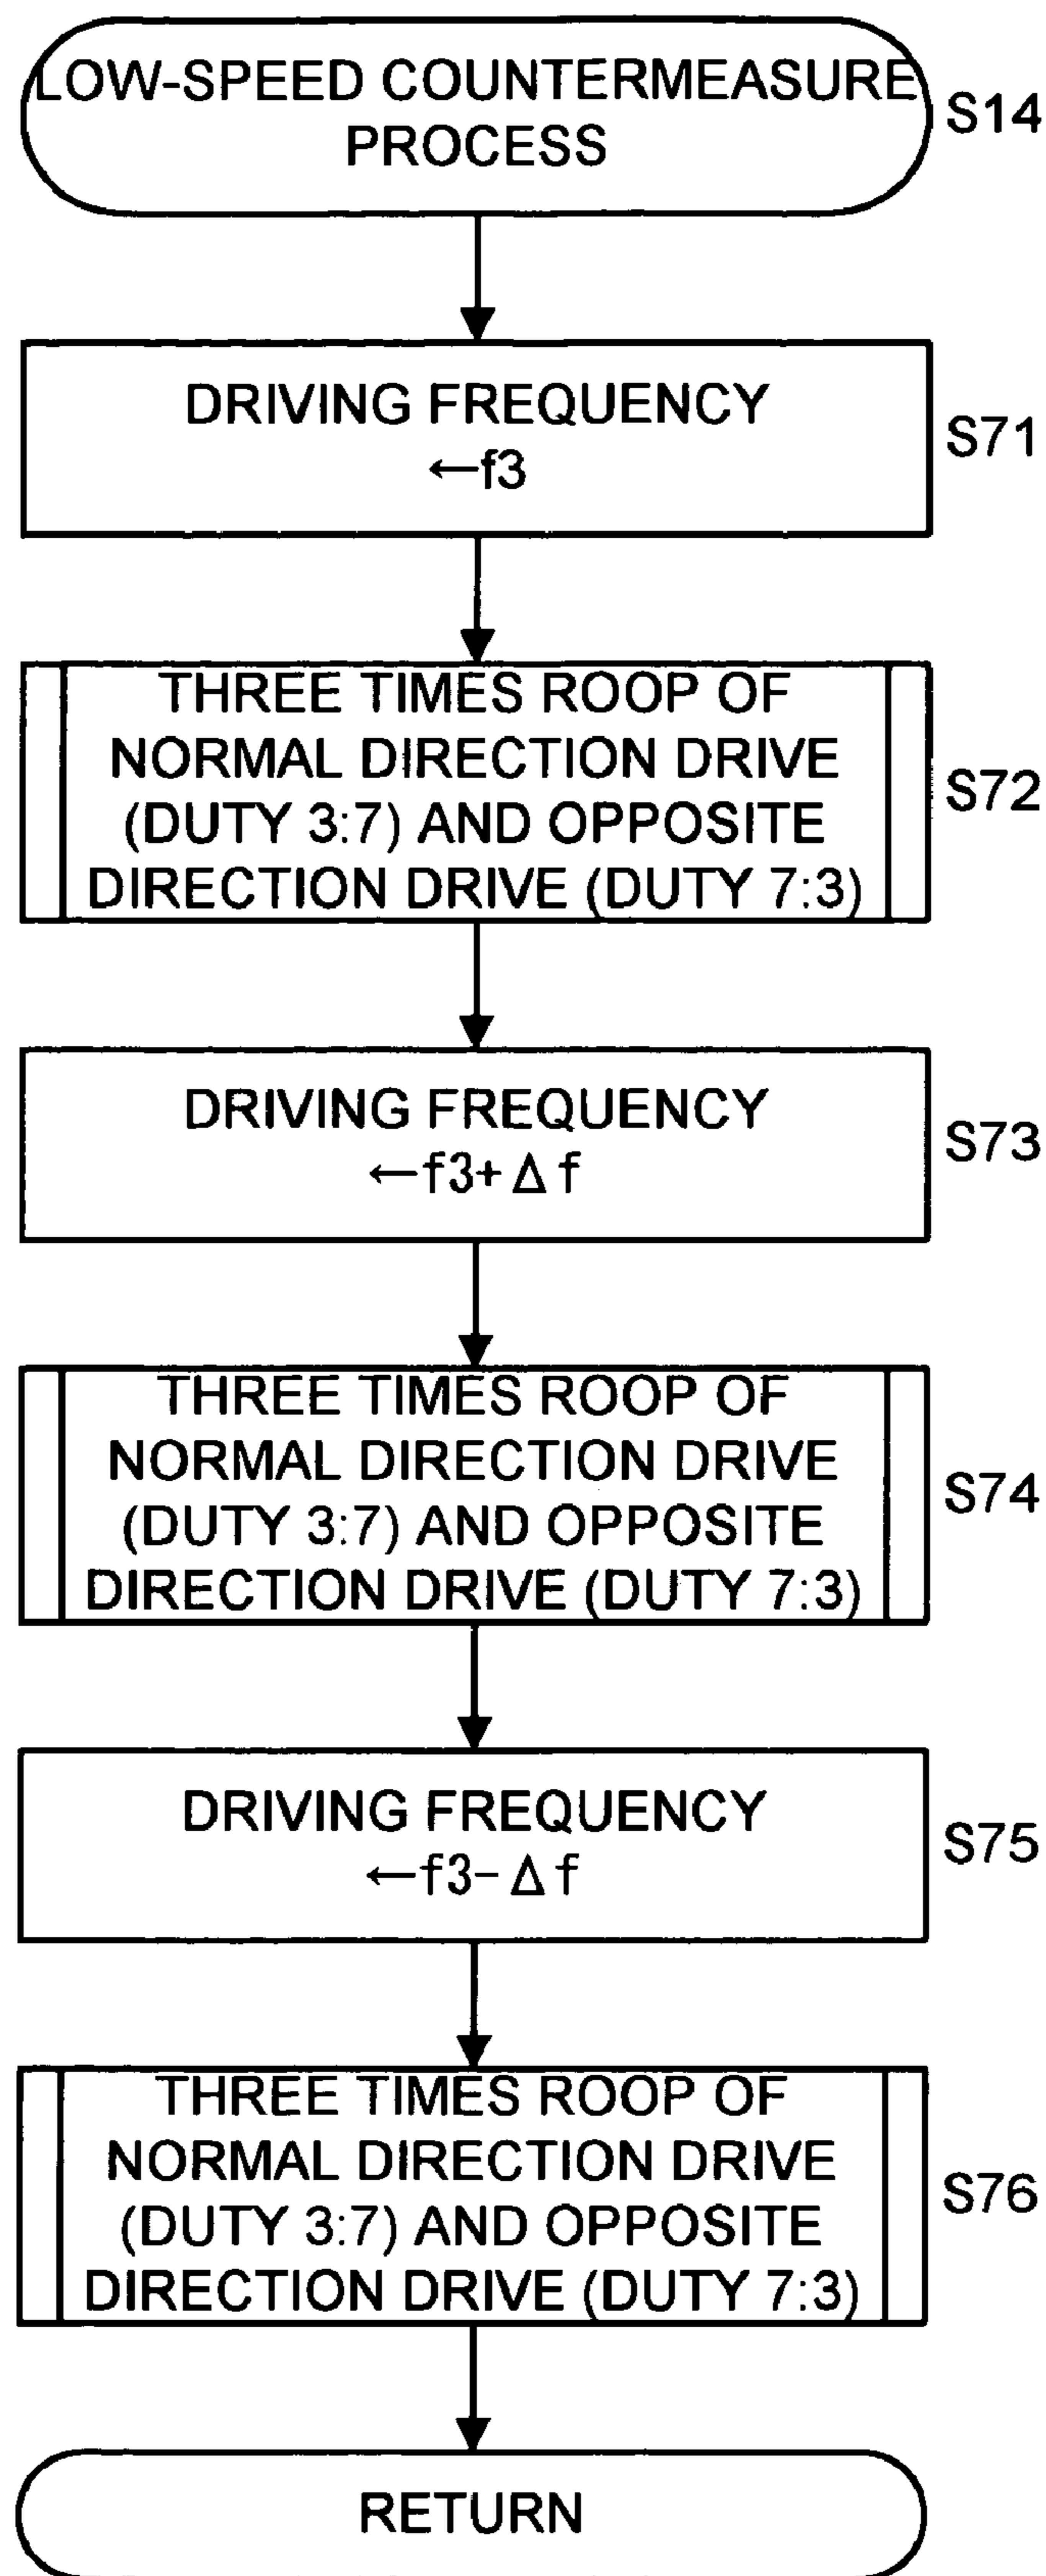 LOW-SPEED COUNTERMEASURE
PROCESS
S14
DRIVING FREQUENCY
←f3
S71
THREE TIMES ROOP OF
NORMAL DIRECTION DRIVE
(DUTY 3:7) AND OPPOSITE
DIRECTION DRIVE (DUTY 7:3)
S72
DRIVING FREQUENCY
←f3+Δf
S73
THREE TIMES ROOP OF
NORMAL DIRECTION DRIVE
(DUTY 3:7) AND OPPOSITE
DIRECTION DRIVE (DUTY 7:3)
S74
DRIVING FREQUENCY
←f3-Δf
S75
THREE TIMES ROOP OF
NORMAL DIRECTION DRIVE
(DUTY 3:7) AND OPPOSITE
DIRECTION DRIVE (DUTY 7:3)
S76
RETURN